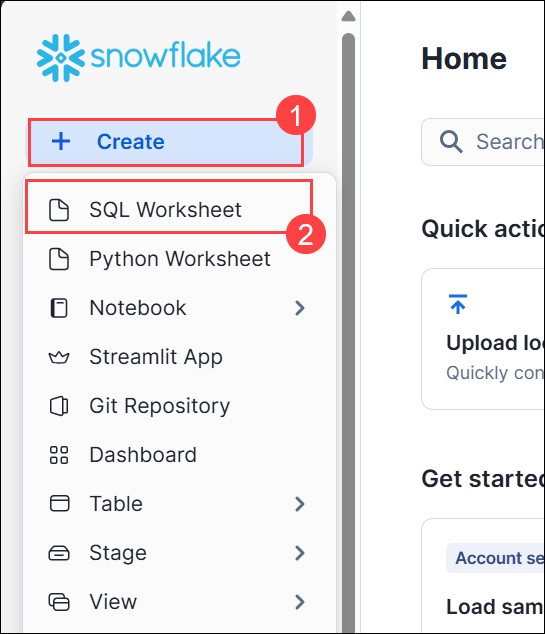 snowflake
Create
1
SQL Worksheet
2
Python Worksheet
Notebook
Streamlit App
Git Repository
Dashboard
Table
Stage
View
Home
Search
Quick actio
Upload lo
Quickly con
Get started
Account se
Load sam